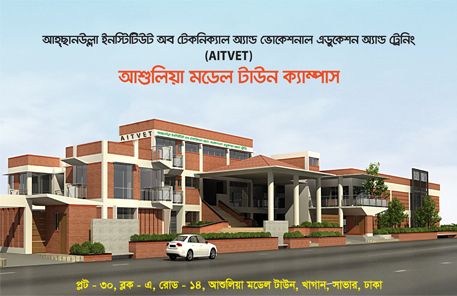 আহ্ছানউল্লা ইনস্টিটিউট অব টেকনিক্যাল অ্যান্ড ভোকেশনাল এডুকেশন অ্যান্ড ট্রেনিং
(AITVET)
আশুলিয়া মডেল টাউন ক্যাম্পাস
AITVET
প্লট - ৩০, ব্লক - এ, রোড - ১৪, আশুলিয়া মডেল টাউন, খাগান, সাভার, ঢাকা